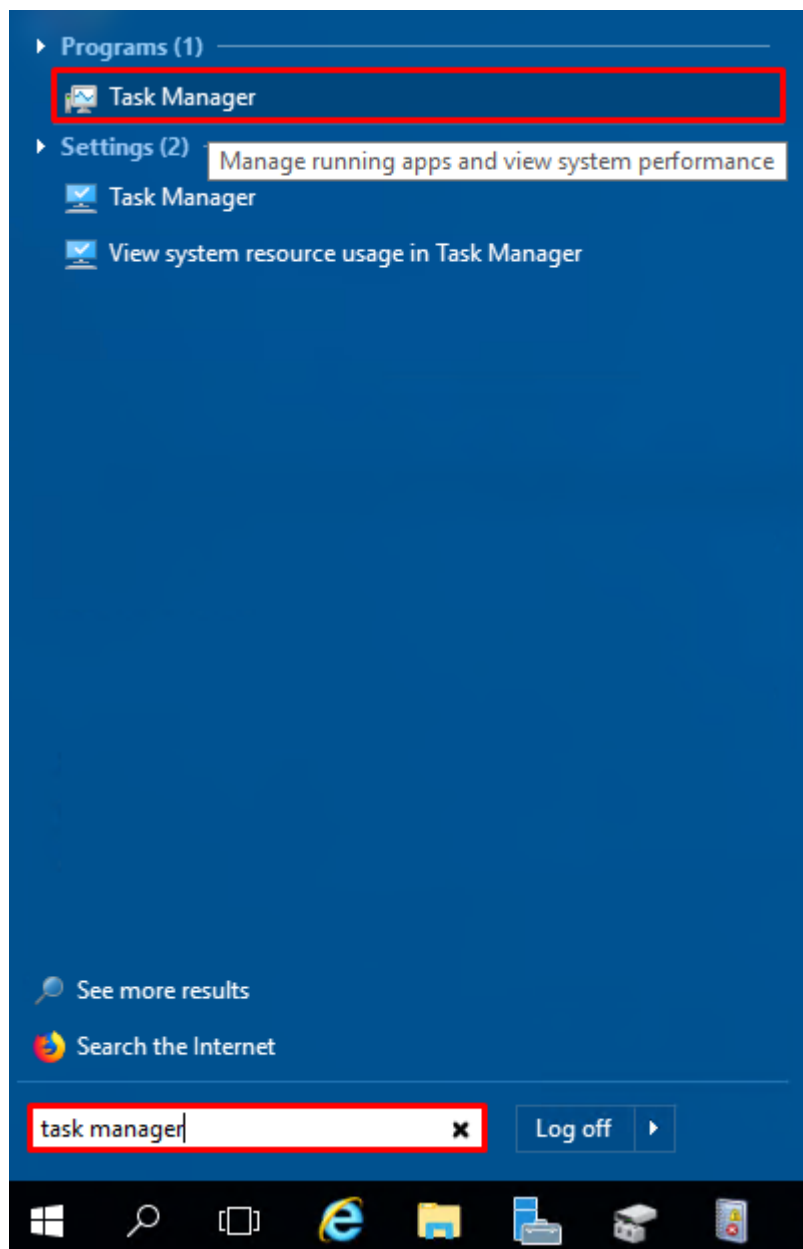 Programs (1)
Task Manager
Settings (2)
Manage running apps and view system performance
Task Manager
View system resource usage in Task Manager
See more results
Search the Internet
task manager
Log off